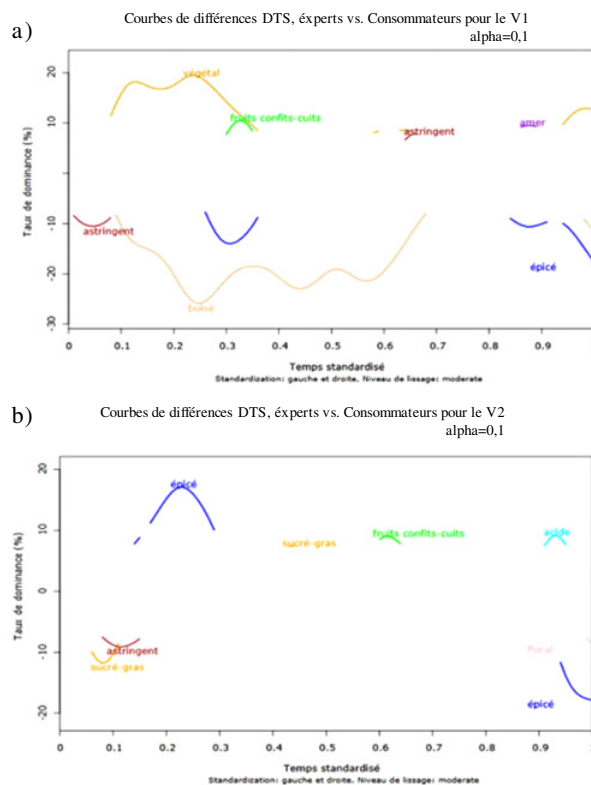 a)
Courbes de différences DTS, éxperts vs. Consommateurs pour le V1
alpha=0,1
Taux de dominance (%)
20
10
-10
-20
-30
végétal
fruits confits-cuits
astringent
amer
astringent
boisé
épicé
0 0.1 0.2 0.3 0.4 0.5 0.6 0.7 0.8 0.9
Temps standardisé
Standardization: gauche et droite, Niveau de lissage: moderate
b)
Courbes de différences DTS, éxperts vs. Consommateurs pour le V2
alpha=0,1
Taux de dominance (%)
20
10
0
-10
-20
épicé
sucré-gras
fruits confits-cuits
acide
astringent
sucré-gras
floral
épicé
0 0.1 0.2 0.3 0.4 0.5 0.6 0.7 0.8 0.9
Temps standardisé
Standardization: gauche et droite, Niveau de lissage: moderate